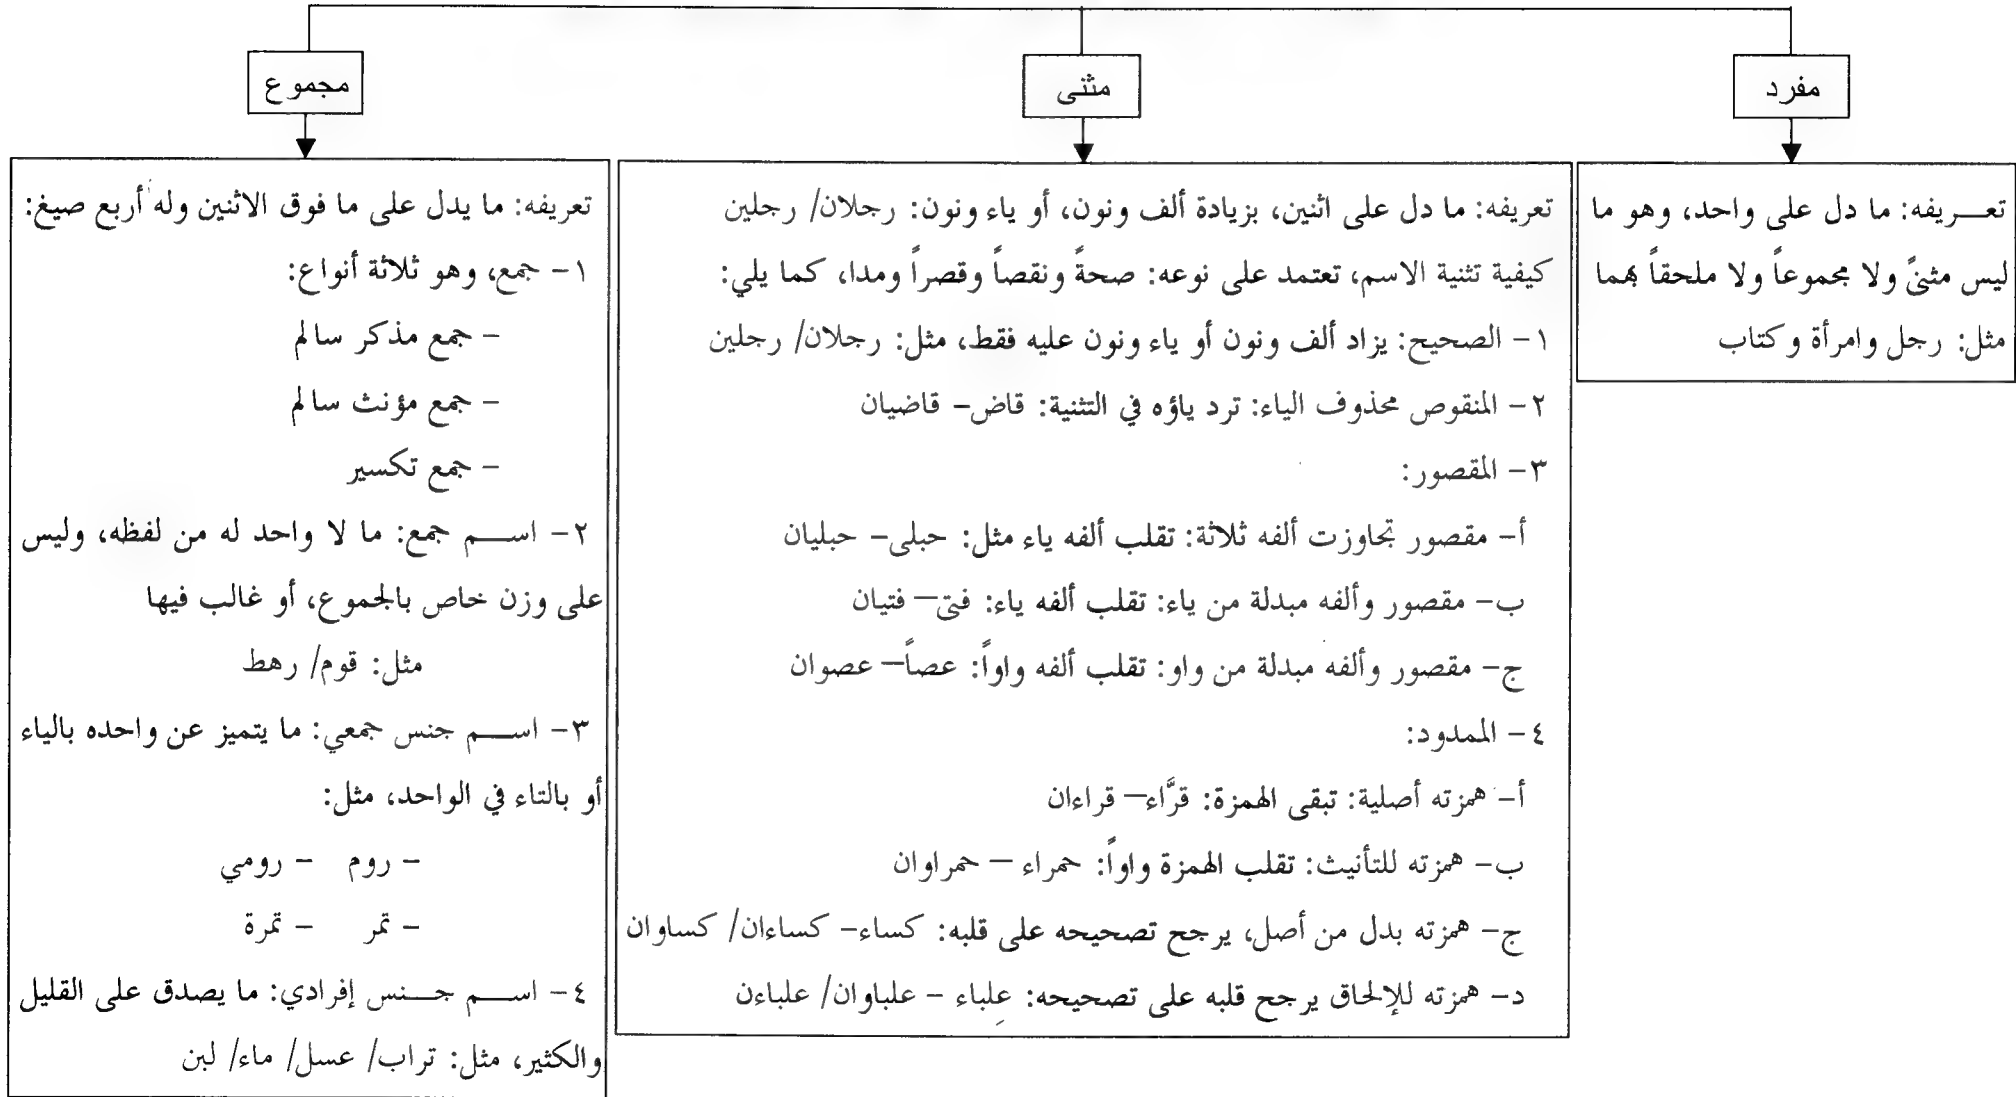 مفرد
تعـــريفه: ما دل على واحد، وهو ما
ليس مثنىً ولا مجموعاً ولا ملحقاً بهما
مثل: رجل وامرأة وكتاب
مثنى
تعريفه: ما دل على اثنين، بزيادة ألف ونون، أو ياء ونون: رجلان/ رجلين
كيفية تثنية الاسم، تعتمد على نوعه: صحةً ونقصاً وقصراً ومدا، كما يلي:
١- الصحيح: يزاد ألف ونون أو ياء ونون عليه فقط، مثل: رجلان/ رجلين
٢- المنقوص محذوف الياء: ترد ياؤه في التثنية: قاض- قاضيان
٣- المقصور:
أ- مقصور تجاوزت ألفه ثلاثة: تقلب ألفه ياء مثل: حبلى- حبليان
ب- مقصور وألفه مبدلة من ياء: تقلب ألفه ياء: فتى– فتيان
ج- مقصور وألفه مبدلة من واو: تقلب ألفه واواً: عصاً– عصوان
٤- الممدود:
أ- همزته أصلية: تبقى الهمزة: قرَّاء– قراءان
ب- همزته للتأنيث: تقلب الهمزة واواً: حمراء – حمراوان
ج- همزته بدل من أصل، يرجح تصحيحه على قلبه: كساء- كساءان/ كساوان
د- همزته للإلحاق يرجح قلبه على تصحيحه: عِلباء - علباوان/ علباءن
مجموع
تعريفه: ما يدل على ما فوق الاثنين وله أربع صيغ:
١- جمع، وهو ثلاثة أنواع:
- جمع مذكر سالم
- جمع مؤنث سالم
- جمع تكسير
٢- اســـم جمع: ما لا واحد له من لفظه، وليس
على وزن خاص بالجموع، أو غالب فيها
مثل: قوم/ رهط
٣- اســـم جنس جمعي: ما يتميز عن واحده بالياء
أو بالتاء في الواحد، مثل:
- روم - رومي
- تمر - تمرة
٤- اســـم جـــنس إفرادي: ما يصدق على القليل
والكثير، مثل: تراب/ عسل/ ماء/ لبن